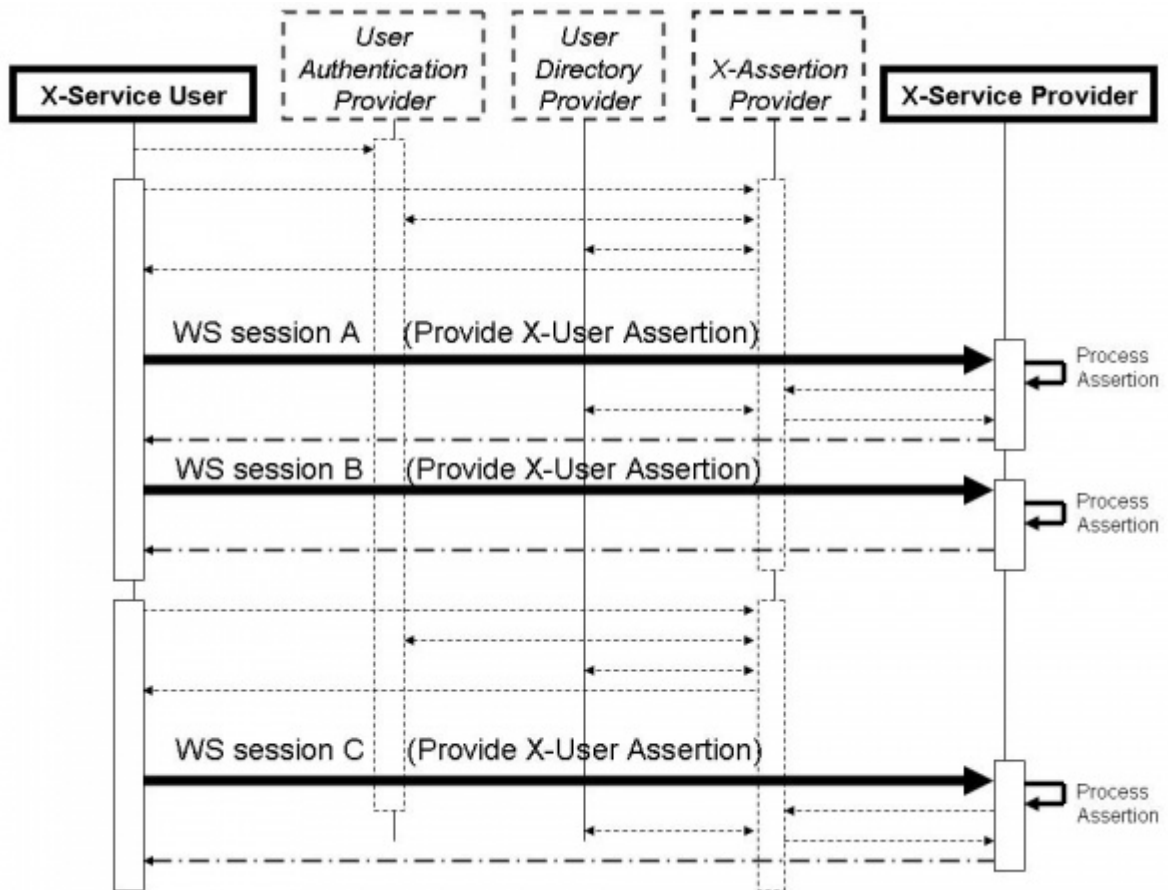 User
Authentication
Provider
User
Directory
Provider
X-Assertion
Provider
X-Service User
X-Service Provider
WS session A (Provide X-User Assertion)
Process
Assertion
WS session B (Provide X-User Assertion)
Process
Assertion
WS session C (Provide X-User Assertion)
Process
Assertion